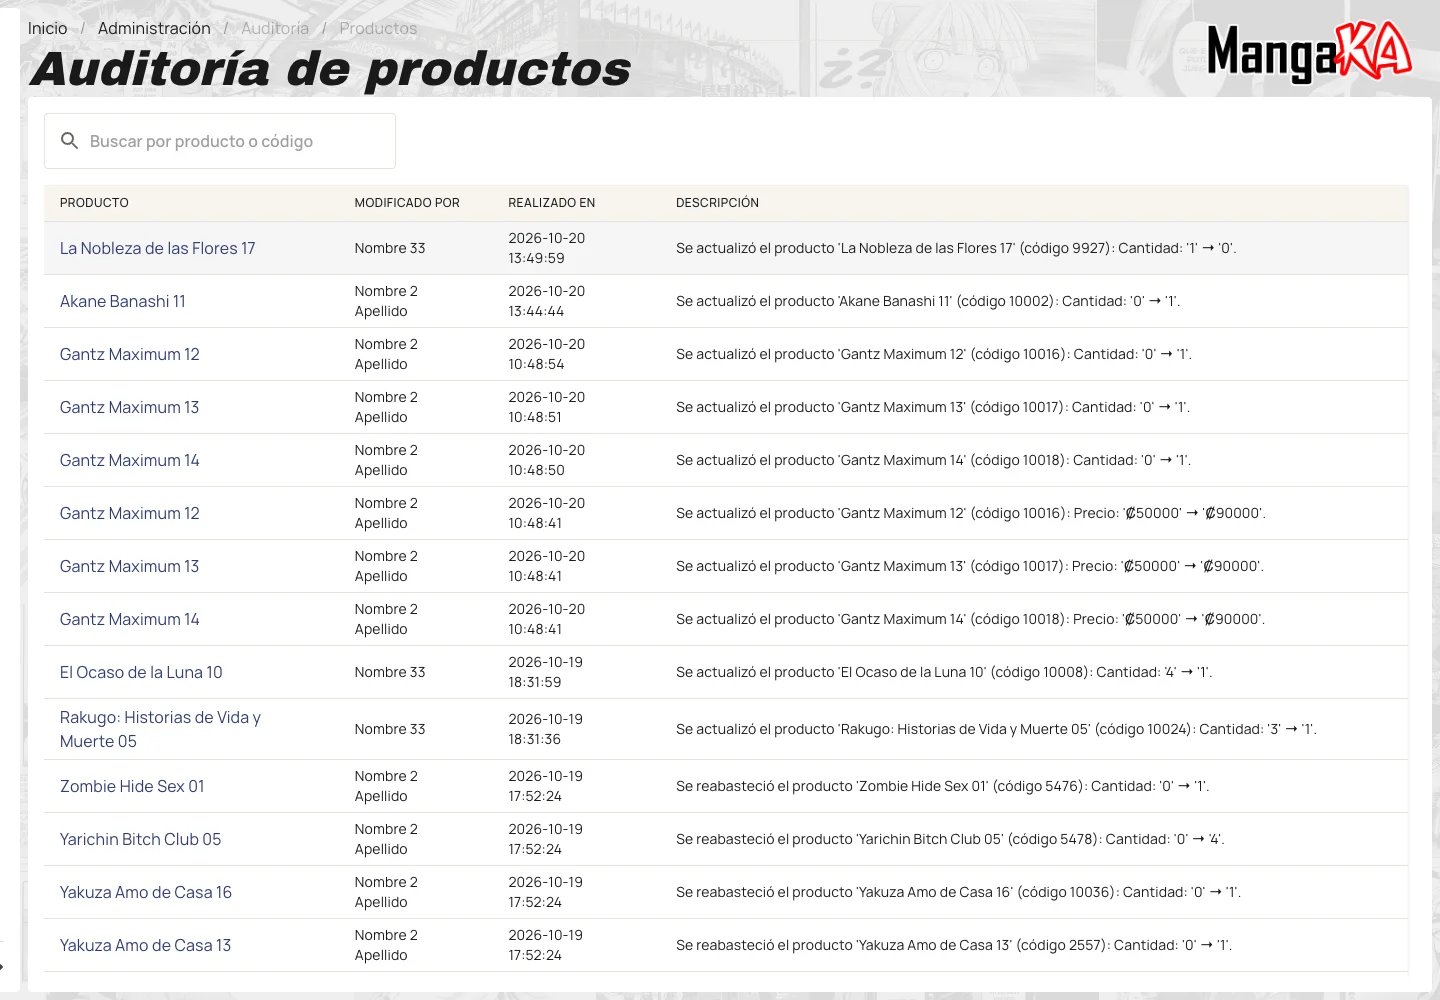 Inicio / Administración / Auditoría / Productos
MangaKA
Auditoría de productos
Buscar por producto o código
PRODUCTO MODIFICADO POR REALIZADO EN DESCRIPCIÓN
La Nobleza de las Flores 17 Nombre 33 2026-10-20 Se actualizó el producto 'La Nobleza de las Flores 17' (código 9927): Cantidad: '1' → '0'.
13:49:59
Akane Banashi 11 Nombre 2 2026-10-20 Se actualizó el producto 'Akane Banashi 11' (código 10002): Cantidad: '0' → '1'.
Apellido 13:44:44
Gantz Maximum 12 Nombre 2 2026-10-20 Se actualizó el producto 'Gantz Maximum 12' (código 10016): Cantidad: '0' → '1'.
Apellido 10:48:54
Gantz Maximum 13 Nombre 2 2026-10-20 Se actualizó el producto 'Gantz Maximum 13' (código 10017): Cantidad: '0' → '1'.
Apellido 10:48:51
Gantz Maximum 14 Nombre 2 2026-10-20 Se actualizó el producto 'Gantz Maximum 14' (código 10018): Cantidad: '0' → '1'.
Apellido 10:48:50
Gantz Maximum 12 Nombre 2 2026-10-20 Se actualizó el producto 'Gantz Maximum 12' (código 10016): Precio: '₡50000' → '₡90000'.
Apellido 10:48:41
Gantz Maximum 13 Nombre 2 2026-10-20 Se actualizó el producto 'Gantz Maximum 13' (código 10017): Precio: '₡50000' → '₡90000'.
Apellido 10:48:41
Gantz Maximum 14 Nombre 2 2026-10-20 Se actualizó el producto 'Gantz Maximum 14' (código 10018): Precio: '₡50000' → '₡90000'.
Apellido 10:48:41
El Ocaso de la Luna 10 Nombre 33 2026-10-19 Se actualizó el producto 'El Ocaso de la Luna 10' (código 10008): Cantidad: '4' → '1'.
18:31:59
Rakugo: Historias de Vida y Nombre 33 2026-10-19 Se actualizó el producto 'Rakugo: Historias de Vida y Muerte 05' (código 10024): Cantidad: '3' → '1'.
Muerte 05 18:31:36
Zombie Hide Sex 01 Nombre 2 2026-10-19 Se reabasteció el producto 'Zombie Hide Sex 01' (código 5476): Cantidad: '0' → '1'.
Apellido 17:52:24
Yarichin Bitch Club 05 Nombre 2 2026-10-19 Se reabasteció el producto 'Yarichin Bitch Club 05' (código 5478): Cantidad: '0' → '4'.
Apellido 17:52:24
Yakuza Amo de Casa 16 Nombre 2 2026-10-19 Se reabasteció el producto 'Yakuza Amo de Casa 16' (código 10036): Cantidad: '0' → '1'.
Apellido 17:52:24
Yakuza Amo de Casa 13 Nombre 2 2026-10-19 Se reabasteció el producto 'Yakuza Amo de Casa 13' (código 2557): Cantidad: '0' → '1'.
Apellido 17:52:24